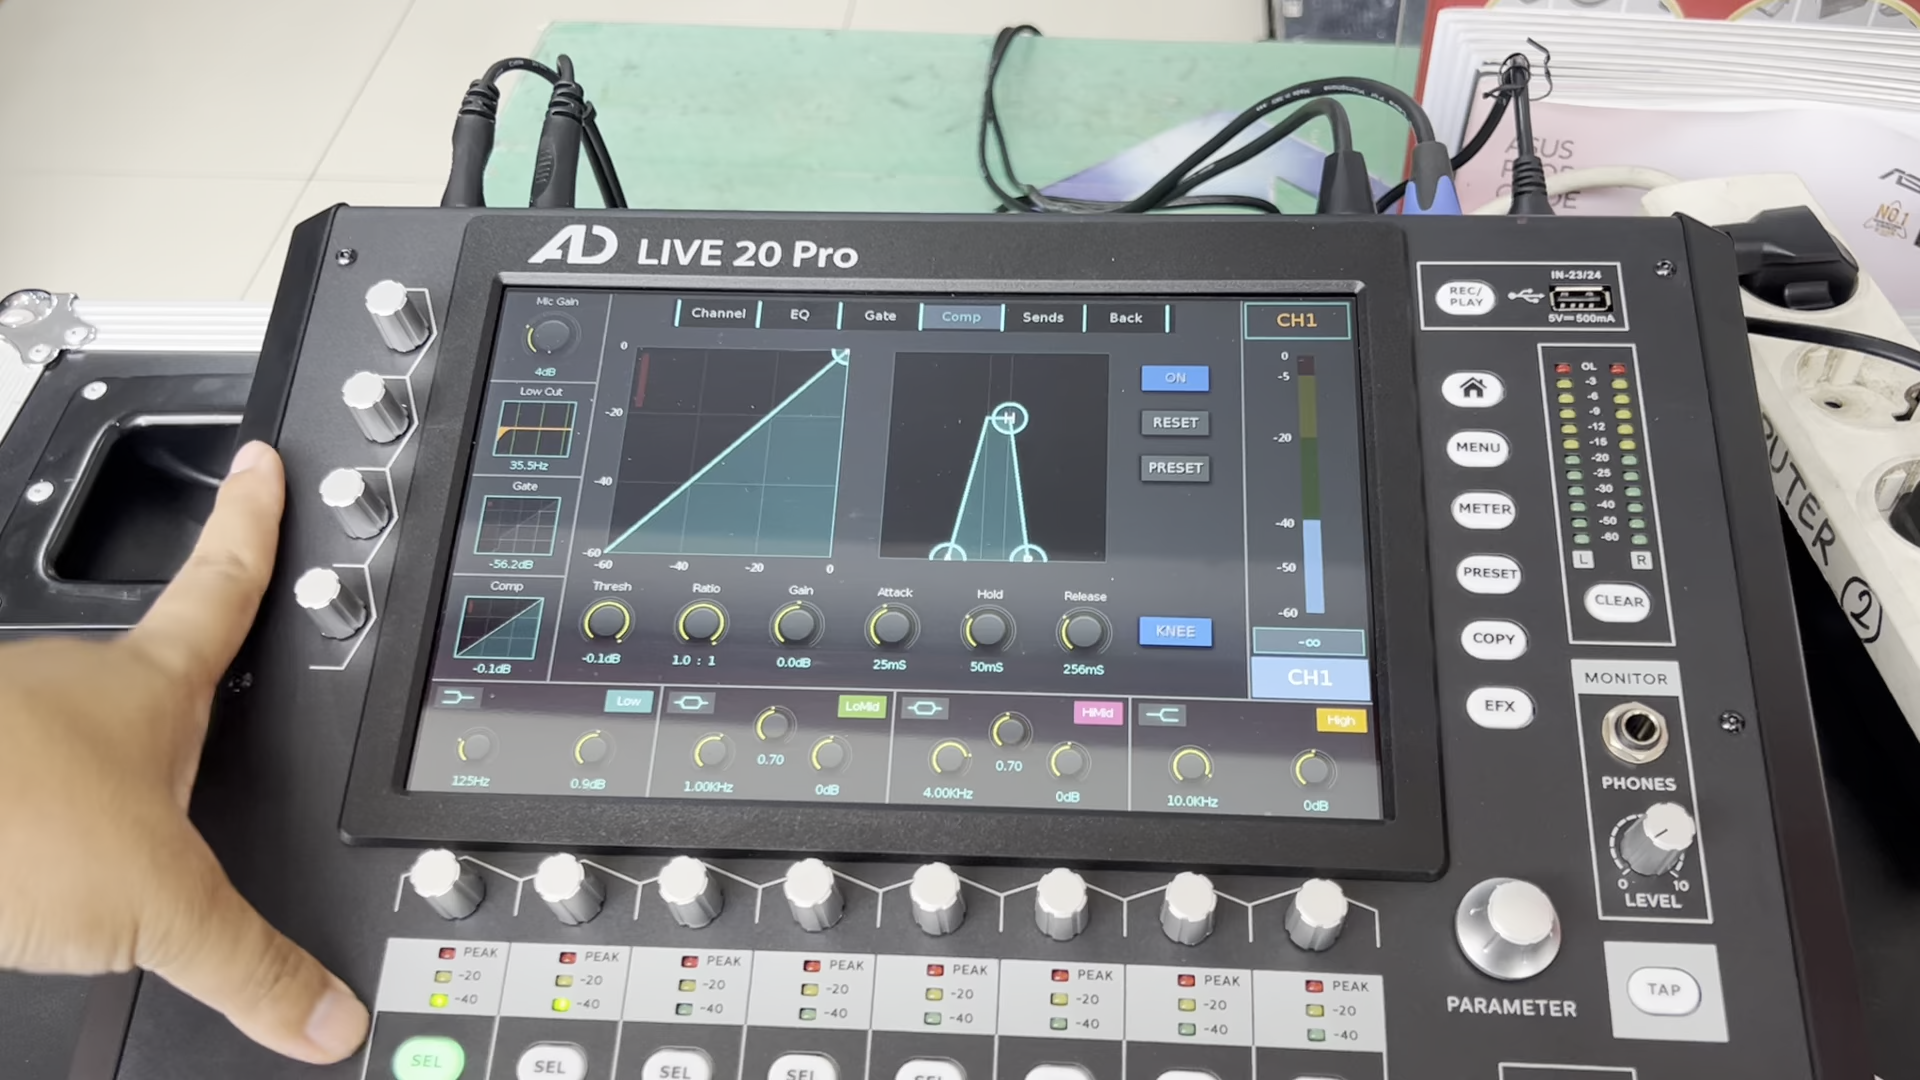 ASUS
NO.1
PUTER
2
AD LIVE 20 Pro
IN-23/24
REC/
PLAY
5V 500mA
Mic Gain
4dB
Low Cut
35.5Hz
Gate
-56.2dB
Comp
-0.1dB
Channel EQ Gate Comp Sends Back
CH1
0
-20
-40
-60
-60 -40 -20 0
H
ON
RESET
PRESET
KNEE
0
-5
-20
-40
-50
-60
-∞
CH1
Thresh Ratio Gain Attack Hold Release
-0.1dB 1.0 : 1 0.0dB 25mS 50mS 256mS
Low LoMid HiMid High
125Hz 0.9dB 1.00KHz 0.70 0dB 4.00KHz 0.70 0dB 10.0KHz 0dB
MENU
METER
PRESET
COPY
EFX
OL
-3
-6
-9
-12
-15
-20
-25
-30
-40
-50
-60
L R
CLEAR
MONITOR
PHONES
0 10
LEVEL
PARAMETER
TAP
PEAK PEAK PEAK PEAK PEAK PEAK PEAK PEAK
-20 -20 -20 -20 -20 -20 -20 -20
-40 -40 -40 -40 -40 -40 -40 -40
SEL SEL SEL SEL SEL